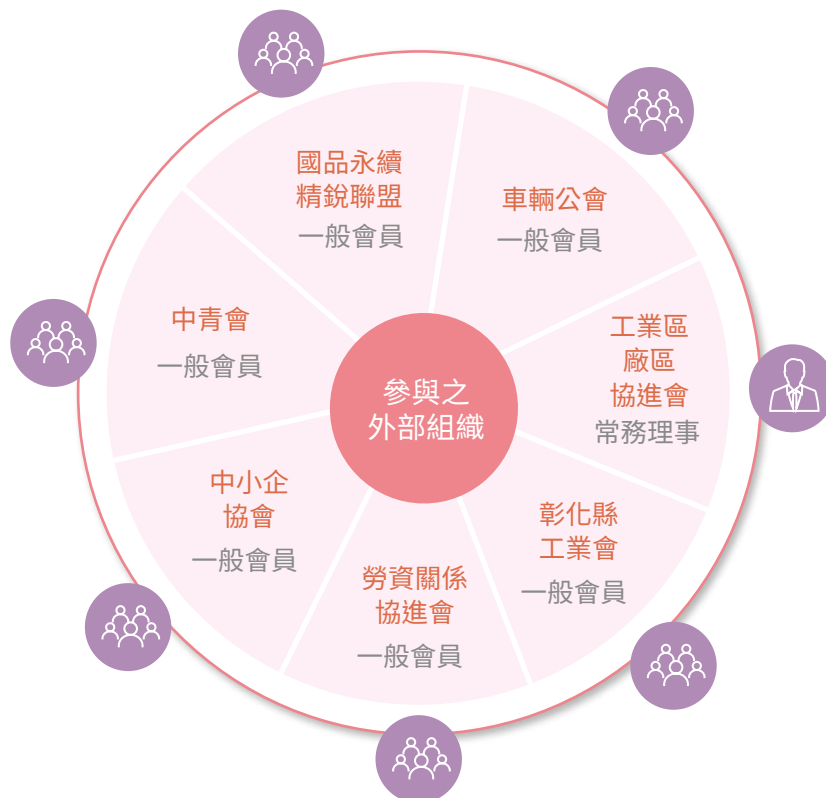 國品永續
精銳聯盟
一般會員
車輛公會
一般會員
工業區
廠區
協進會
常務理事
彰化縣
工業會
一般會員
勞資關係
協進會
一般會員
中小企
協會
一般會員
中青會
一般會員
參與之
外部組織